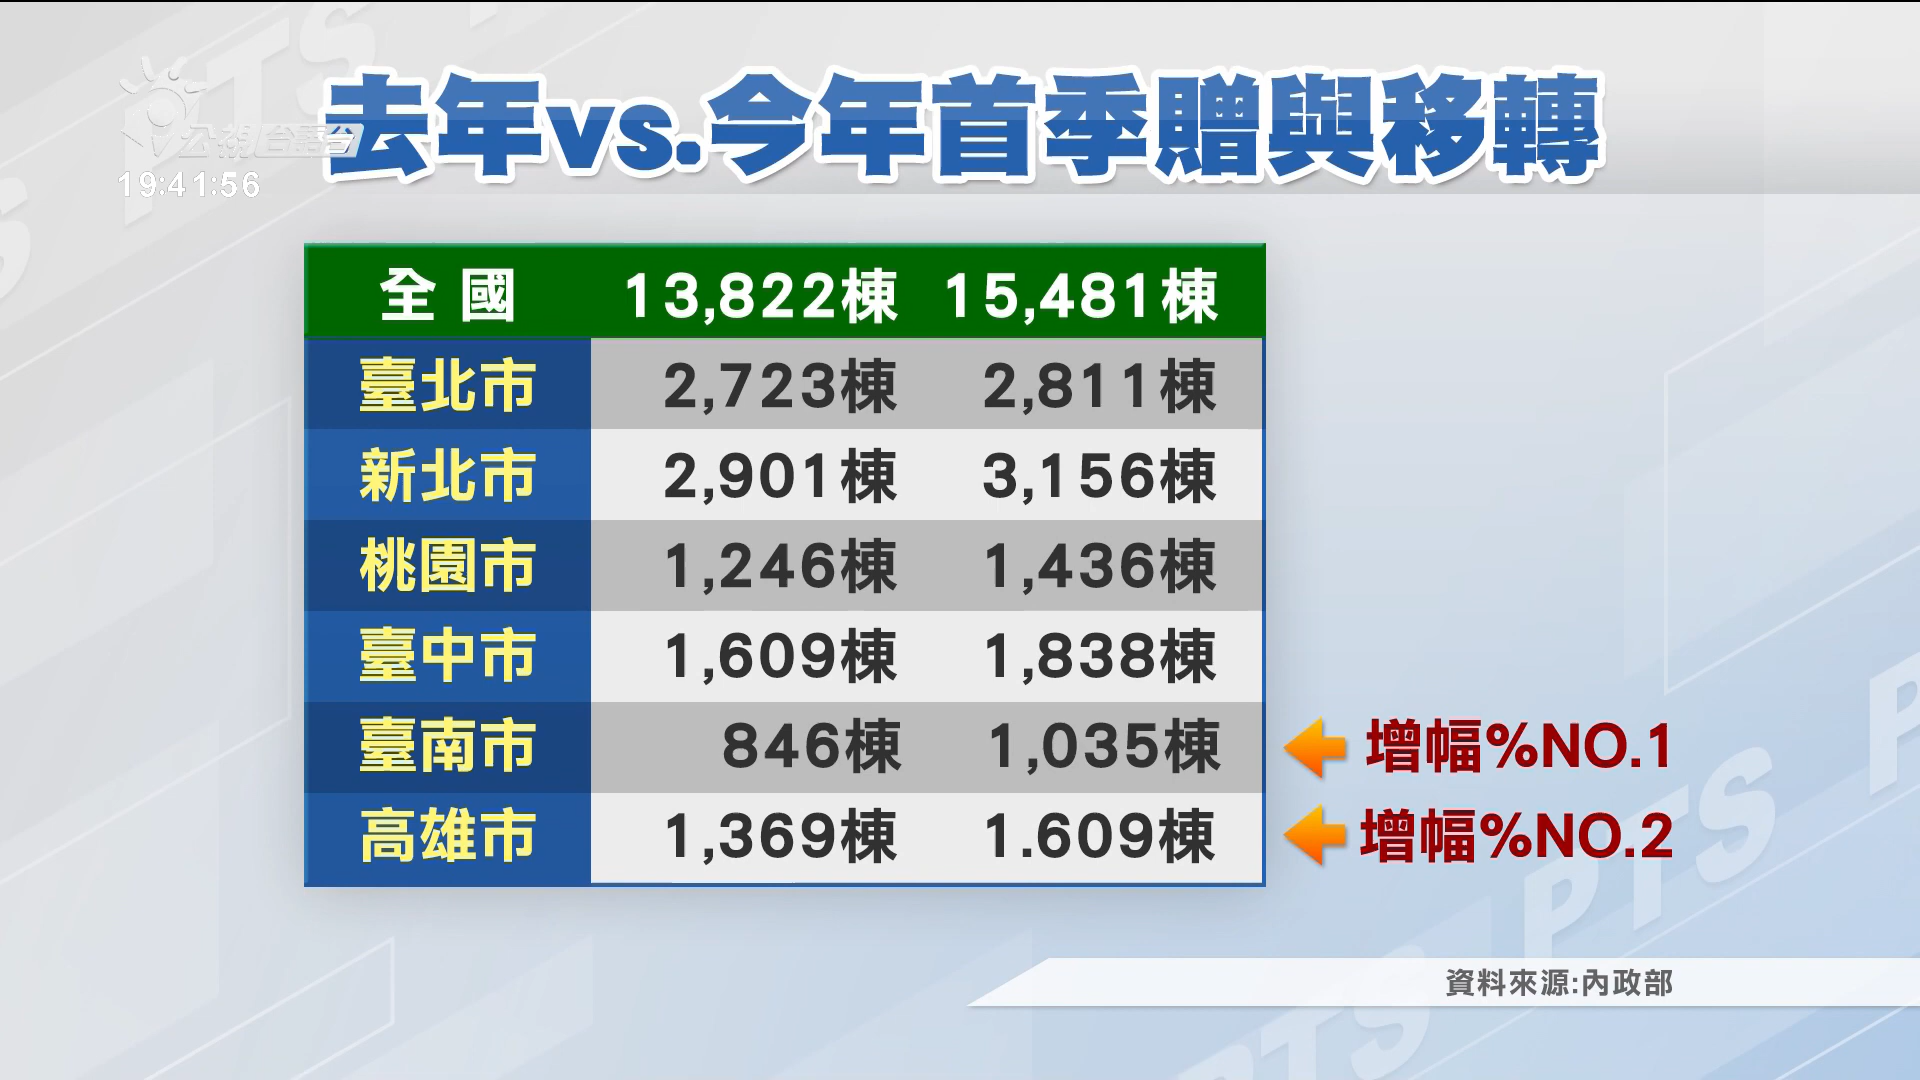 去年vs.今年首季贈與移轉
公視台語台
19:41:56
全國 13,822棟 15,481棟
臺北市 2,723棟 2,811棟
新北市 2,901棟 3,156棟
桃園市 1,246棟 1,436棟
臺中市 1,609棟 1,838棟
臺南市 846棟 1,035棟 增幅%NO.1
高雄市 1,369棟 1.609棟 增幅%NO.2
資料來源:內政部
PTS
PTS
PTS
PTS